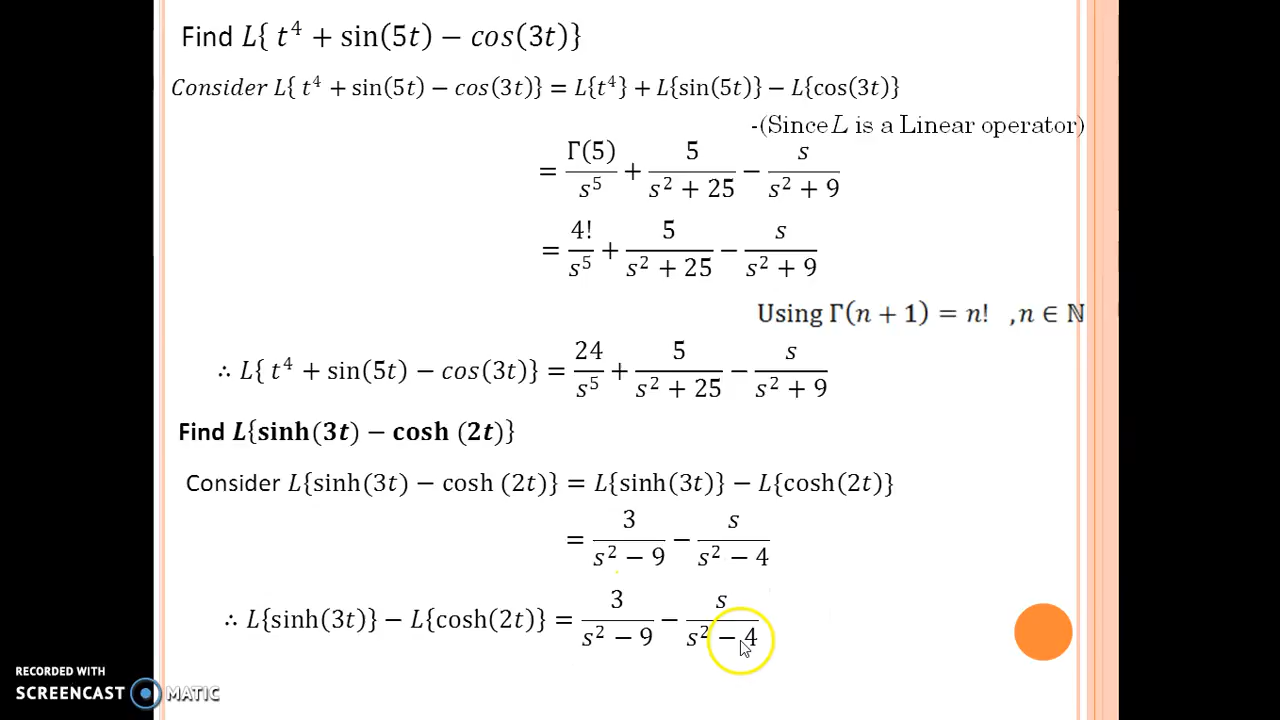 Find L{ t⁴ + sin(5t) − cos(3t)}
Consider L{ t⁴ + sin(5t) − cos(3t)} = L{t⁴} + L{sin(5t)} − L{cos(3t)}
-(Since L is a Linear operator)
= Γ(5)/s⁵ + 5/(s² + 25) − s/(s² + 9)
= 4!/s⁵ + 5/(s² + 25) − s/(s² + 9)
Using Γ(n + 1) = n! , n ∈ ℕ
∴ L{ t⁴ + sin(5t) − cos(3t)} = 24/s⁵ + 5/(s² + 25) − s/(s² + 9)
Find L{sinh(3t) − cosh (2t)}
Consider L{sinh(3t) − cosh (2t)} = L{sinh(3t)} − L{cosh(2t)}
= 3/(s² − 9) − s/(s² − 4)
∴ L{sinh(3t)} − L{cosh(2t)} = 3/(s² − 9) − s/(s² − 4)
RECORDED WITH
SCREENCAST MATIC